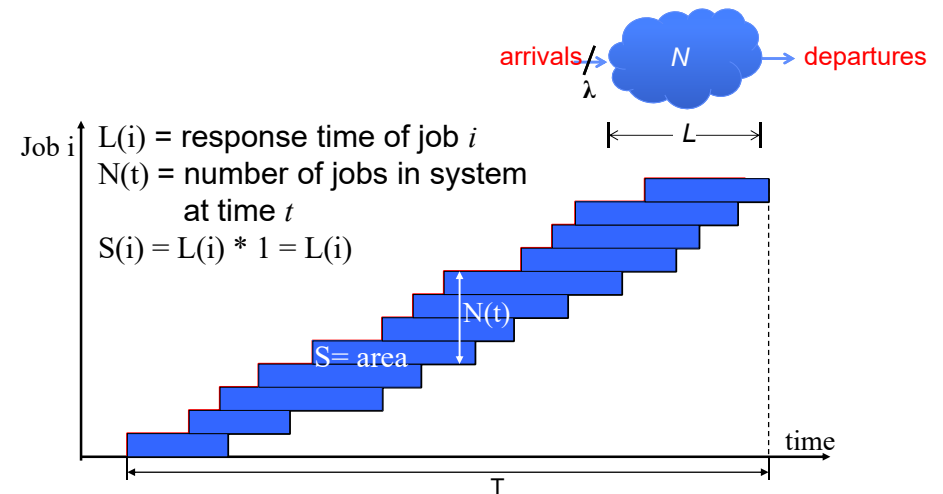 arrivals N departures
λ
L
Job i
L(i) = response time of job i
N(t) = number of jobs in system
at time t
S(i) = L(i) * 1 = L(i)
N(t)
S= area
time
T